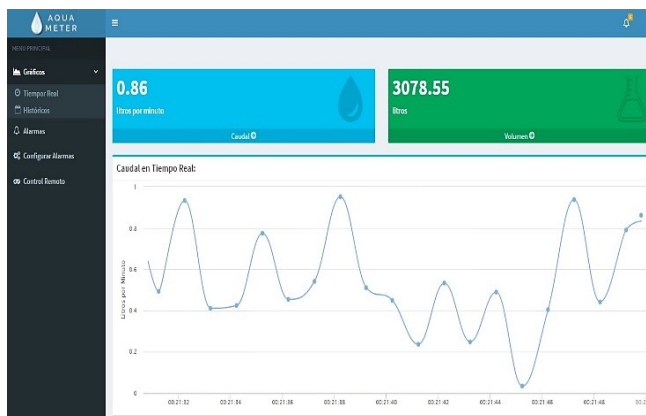 AQUA
METER
MENU PRINCIPAL
Gráficos
Tiempor Real
Históricos
Alarmas
Configurar Alarmas
Control Remoto
0.86
litros por minuto
Caudal
3078.55
litros
Volumen
Caudal en Tiempo Real:
Litros por Minuto
1
0.8
0.6
0.4
0.2
0
00:21:32 00:21:34 00:21:36 00:21:38 00:21:40 00:21:42 00:21:44 00:21:46 00:21:48